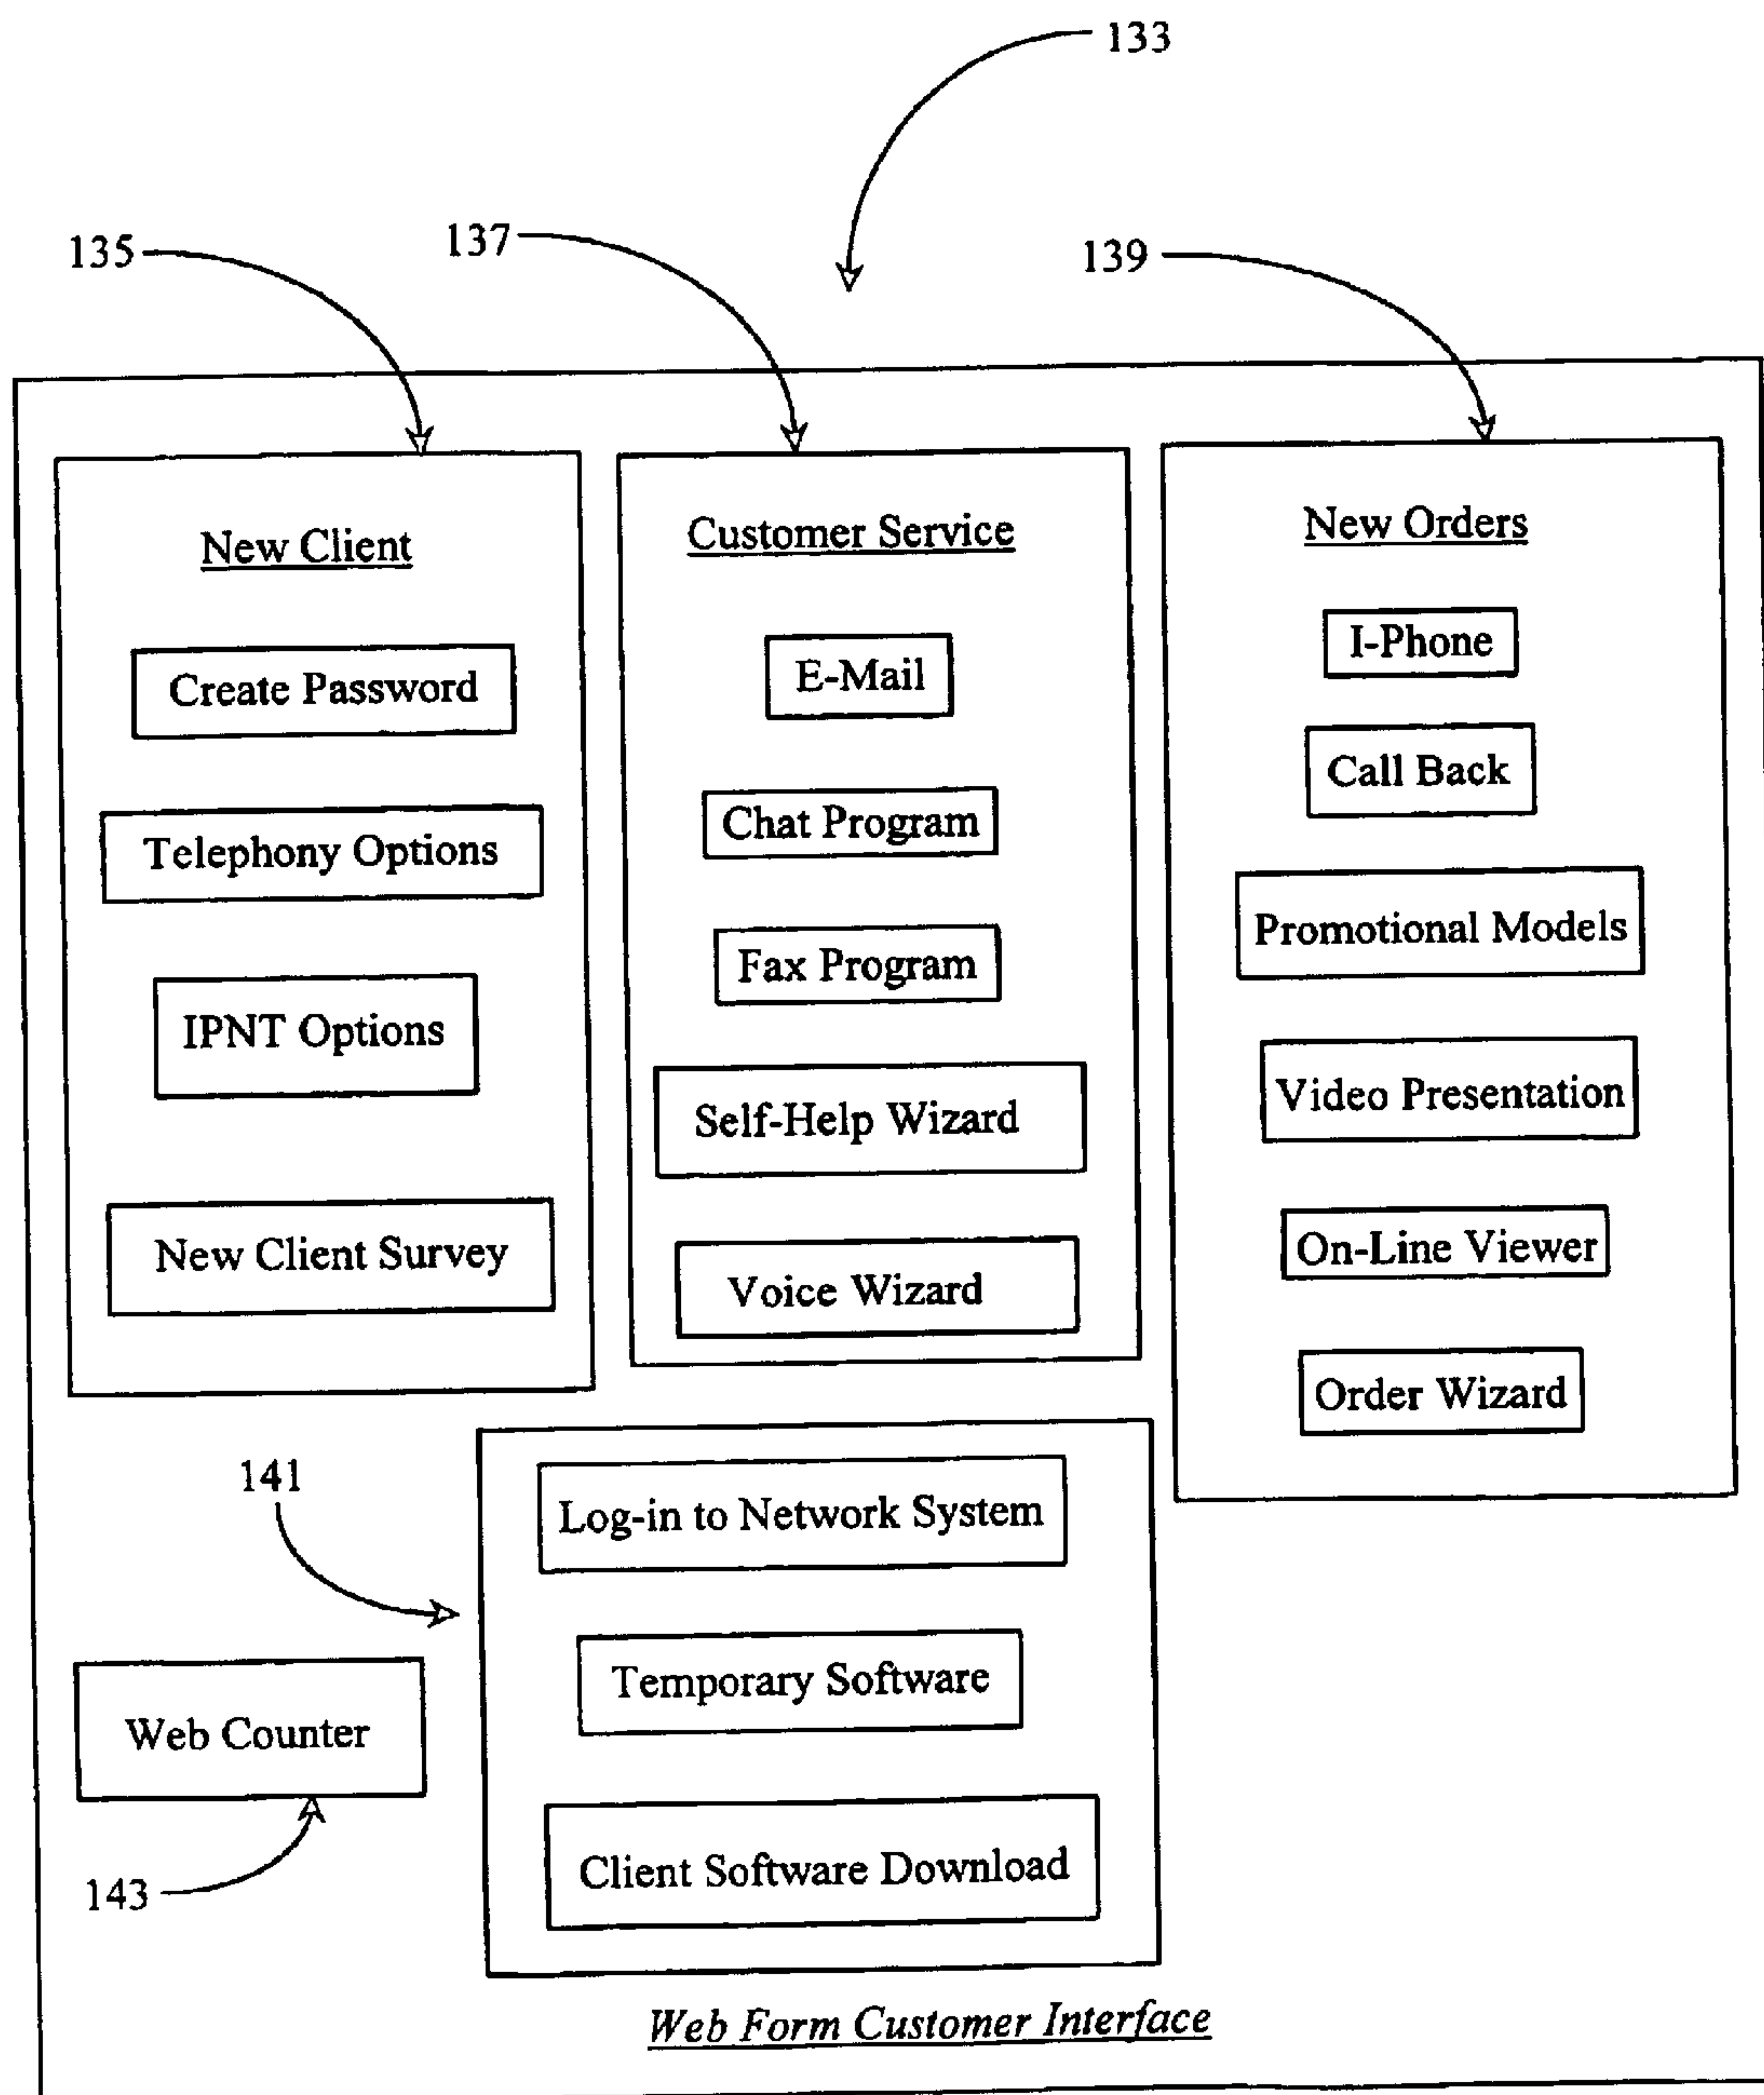 133
135
137
139
New Client
Create Password
Telephony Options
IPNT Options
New Client Survey
Customer Service
E-Mail
Chat Program
Fax Program
Self-Help Wizard
Voice Wizard
New Orders
I-Phone
Call Back
Promotional Models
Video Presentation
On-Line Viewer
Order Wizard
141
Log-in to Network System
Temporary Software
Client Software Download
Web Counter
143
Web Form Customer Interface